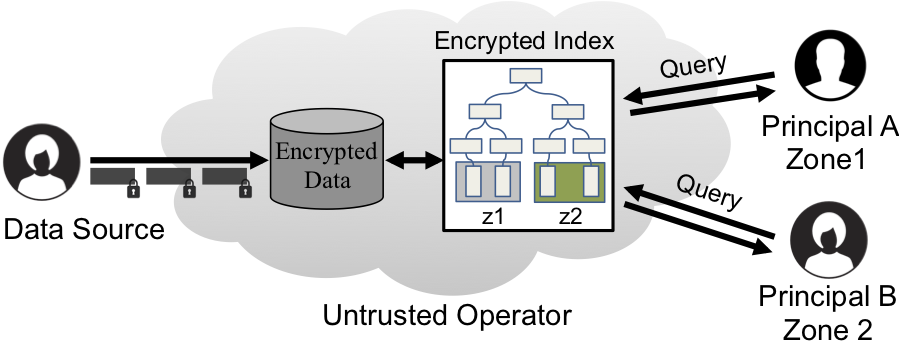 Encrypted Index
Query
Principal A
Zone1
Encrypted
Data
Data Source
z1
z2
Query
Principal B
Zone 2
Untrusted Operator